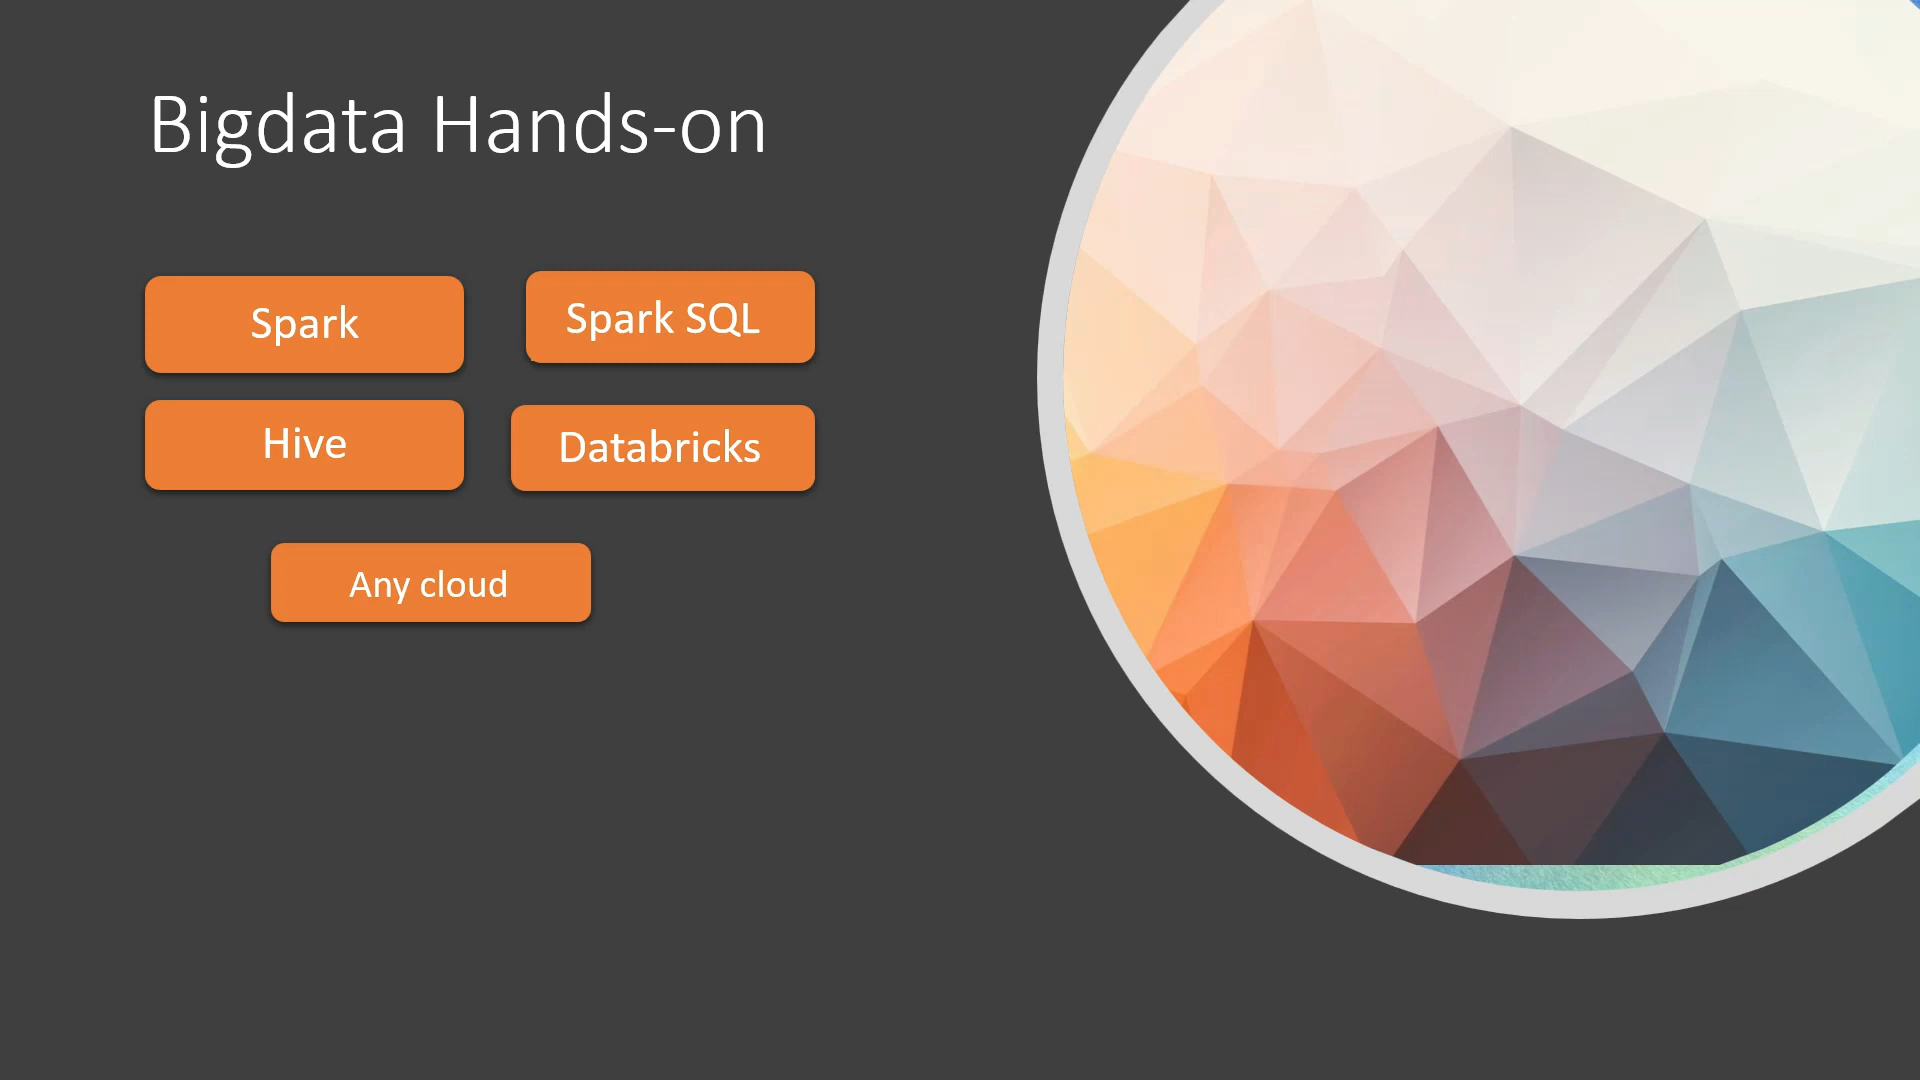 Bigdata Hands-on
Spark
Spark SQL
Hive
Databricks
Any cloud